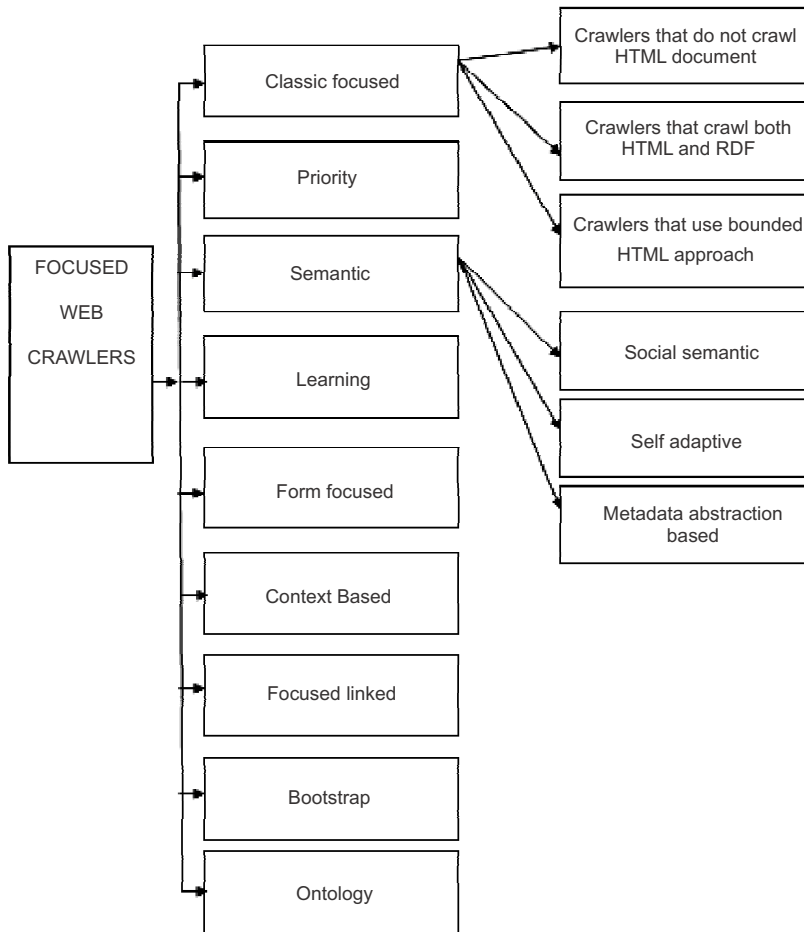 FOCUSED
WEB
CRAWLERS
Classic focused
Priority
Semantic
Learning
Form focused
Context Based
Focused linked
Bootstrap
Ontology
Crawlers that do not crawl
HTML document
Crawlers that crawl both
HTML and RDF
Crawlers that use bounded
HTML approach
Social semantic
Self adaptive
Metadata abstraction
based